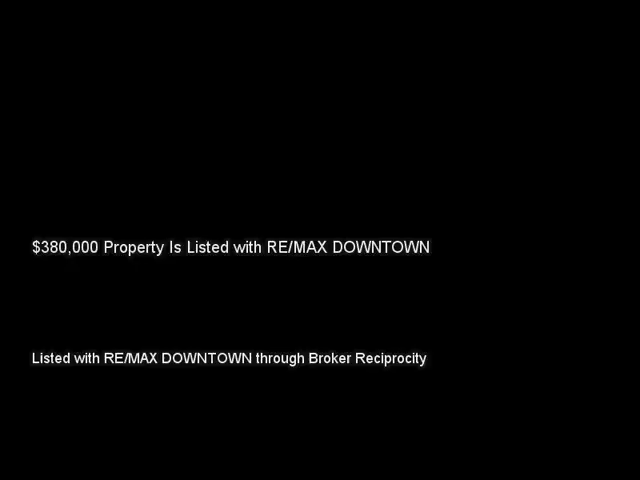 $380,000 Property Is Listed with RE/MAX DOWNTOWN
Listed with RE/MAX DOWNTOWN through Broker Reciprocity